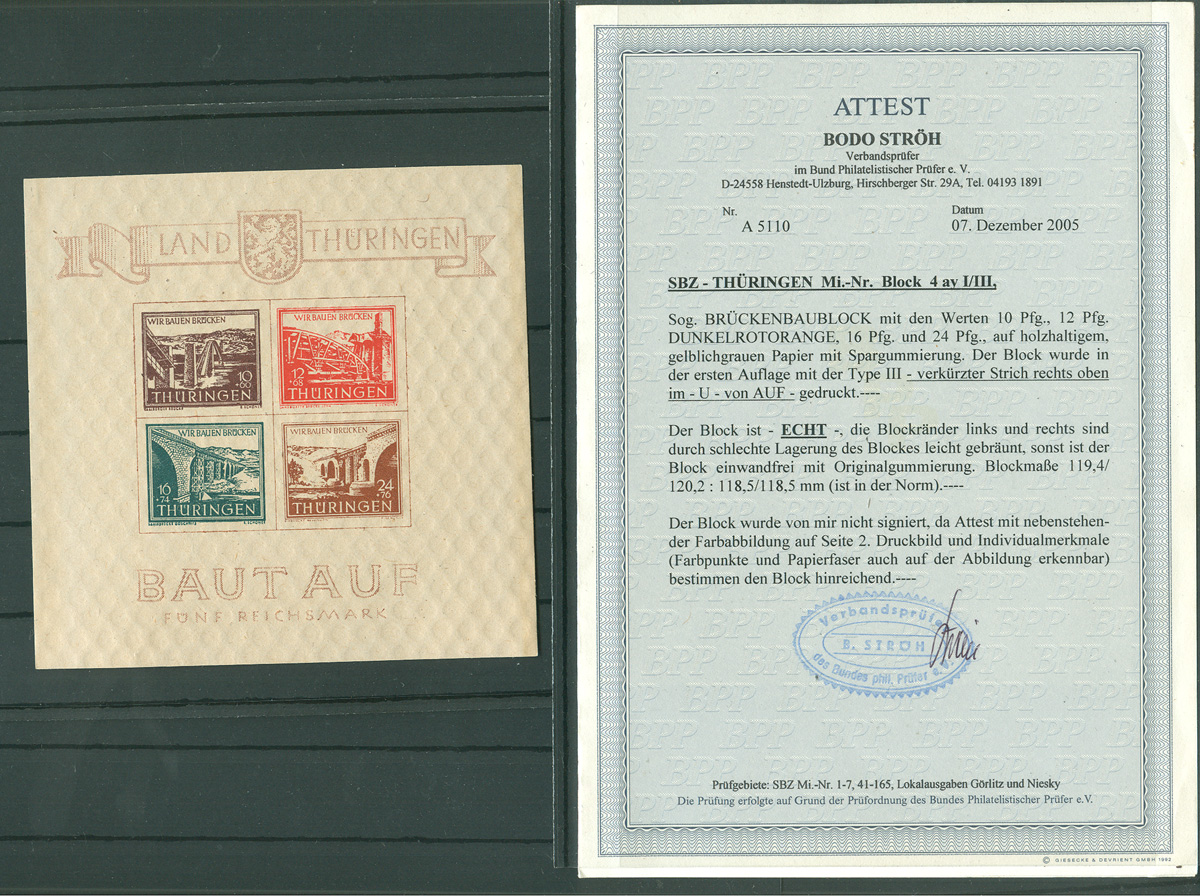 LAND THÜRINGEN
WIR BAUEN BRÜCKEN
10
+60
THÜRINGEN
WIR BAUEN BRÜCKEN
12
+68
THÜRINGEN
WIR BAUEN BRÜCKEN
16
+74
THÜRINGEN
WIR BAUEN BRÜCKEN
24
+76
THÜRINGEN
BAUT AUF
FÜNF REICHSMARK
ATTEST
BODO STRÖH
Verbandsprüfer
im Bund Philatelistischer Prüfer e. V.
D-24558 Henstedt-Ulzburg, Hirschberger Str. 29A, Tel. 04193 1891
Nr. Datum
A 5110 07. Dezember 2005
SBZ - THÜRINGEN Mi.-Nr. Block 4 ay I/III,
Sog. BRÜCKENBAUBLOCK mit den Werten 10 Pfg., 12 Pfg.
DUNKELROTORANGE, 16 Pfg. und 24 Pfg., auf holzhaltigem,
gelblichgrauen Papier mit Spargummierung. Der Block wurde in
der ersten Auflage mit der Type III - verkürzter Strich rechts oben
im - U - von AUF - gedruckt.----
Der Block ist - ECHT -, die Blockränder links und rechts sind
durch schlechte Lagerung des Blockes leicht gebräunt, sonst ist der
Block einwandfrei mit Originalgummierung. Blockmaße 119,4/
120,2 : 118,5/118,5 mm (ist in der Norm).----
Der Block wurde von mir nicht signiert, da Attest mit nebenstehen-
der Farbabbildung auf Seite 2. Druckbild und Individualmerkmale
(Farbpunkte und Papierfaser auch auf der Abbildung erkennbar)
bestimmen den Block hinreichend.----
Verbandsprüfer
B. STRÖH
des Bundes phil. Prüfer e. V.
Prüfgebiete: SBZ Mi.-Nr. 1-7, 41-165, Lokalausgaben Görlitz und Niesky
Die Prüfung erfolgte auf Grund der Prüfordnung des Bundes Philatelistischer Prüfer e.V.
© GIESECKE & DEVRIENT GMBH 1992